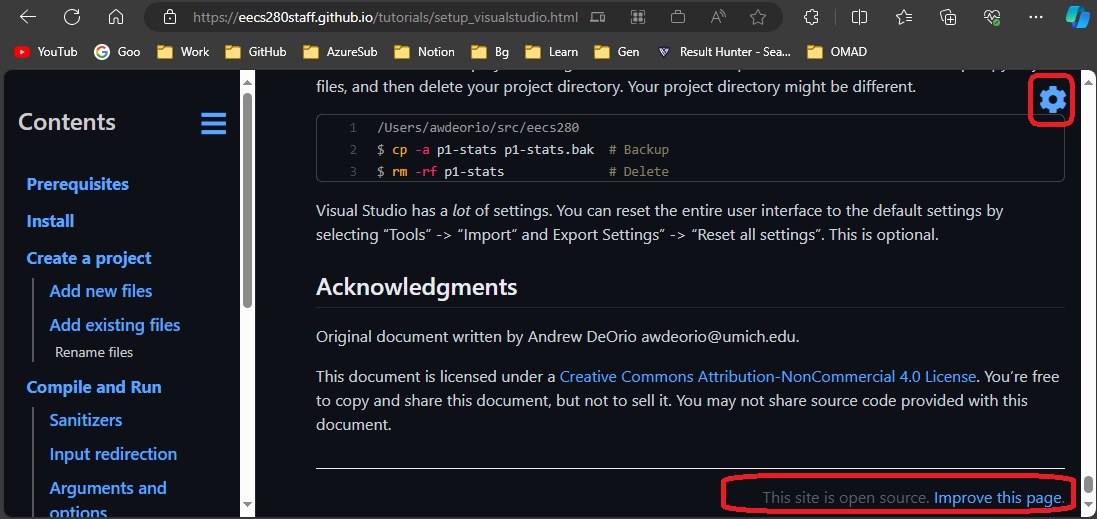 https://eecs280staff.github.io/tutorials/setup_visualstudio.html
YouTube Goo Work GitHub AzureSub Notion Bg Learn Gen Result Hunter - Sea... OMAD
Contents
Prerequisites
Install
Create a project
Add new files
Add existing files
Rename files
Compile and Run
Sanitizers
Input redirection
Arguments and
options
files, and then delete your project directory. Your project directory might be different.
1 /Users/awdeorio/src/eecs280
2 $ cp -a p1-stats p1-stats.bak # Backup
3 $ rm -rf p1-stats # Delete
Visual Studio has a lot of settings. You can reset the entire user interface to the default settings by
selecting “Tools” -> “Import” and Export Settings” -> “Reset all settings”. This is optional.
Acknowledgments
Original document written by Andrew DeOrio awdeorio@umich.edu.
This document is licensed under a Creative Commons Attribution-NonCommercial 4.0 License. You’re free
to copy and share this document, but not to sell it. You may not share source code provided with this
document.
This site is open source. Improve this page.